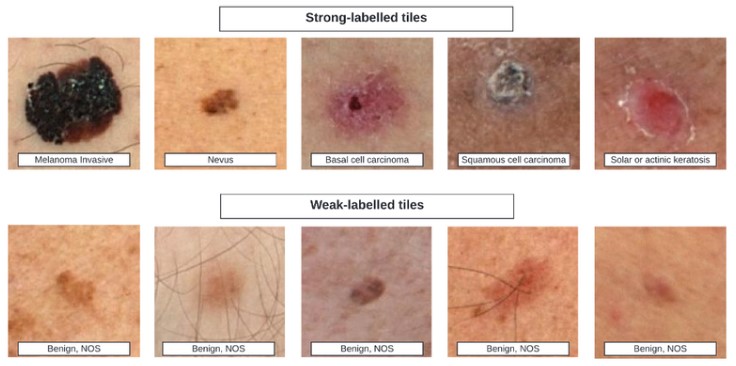 Strong-labelled tiles
Melanoma Invasive
Nevus
Basal cell carcinoma
Squamous cell carcinoma
Solar or actinic keratosis
Weak-labelled tiles
Benign, NOS
Benign, NOS
Benign, NOS
Benign, NOS
Benign, NOS